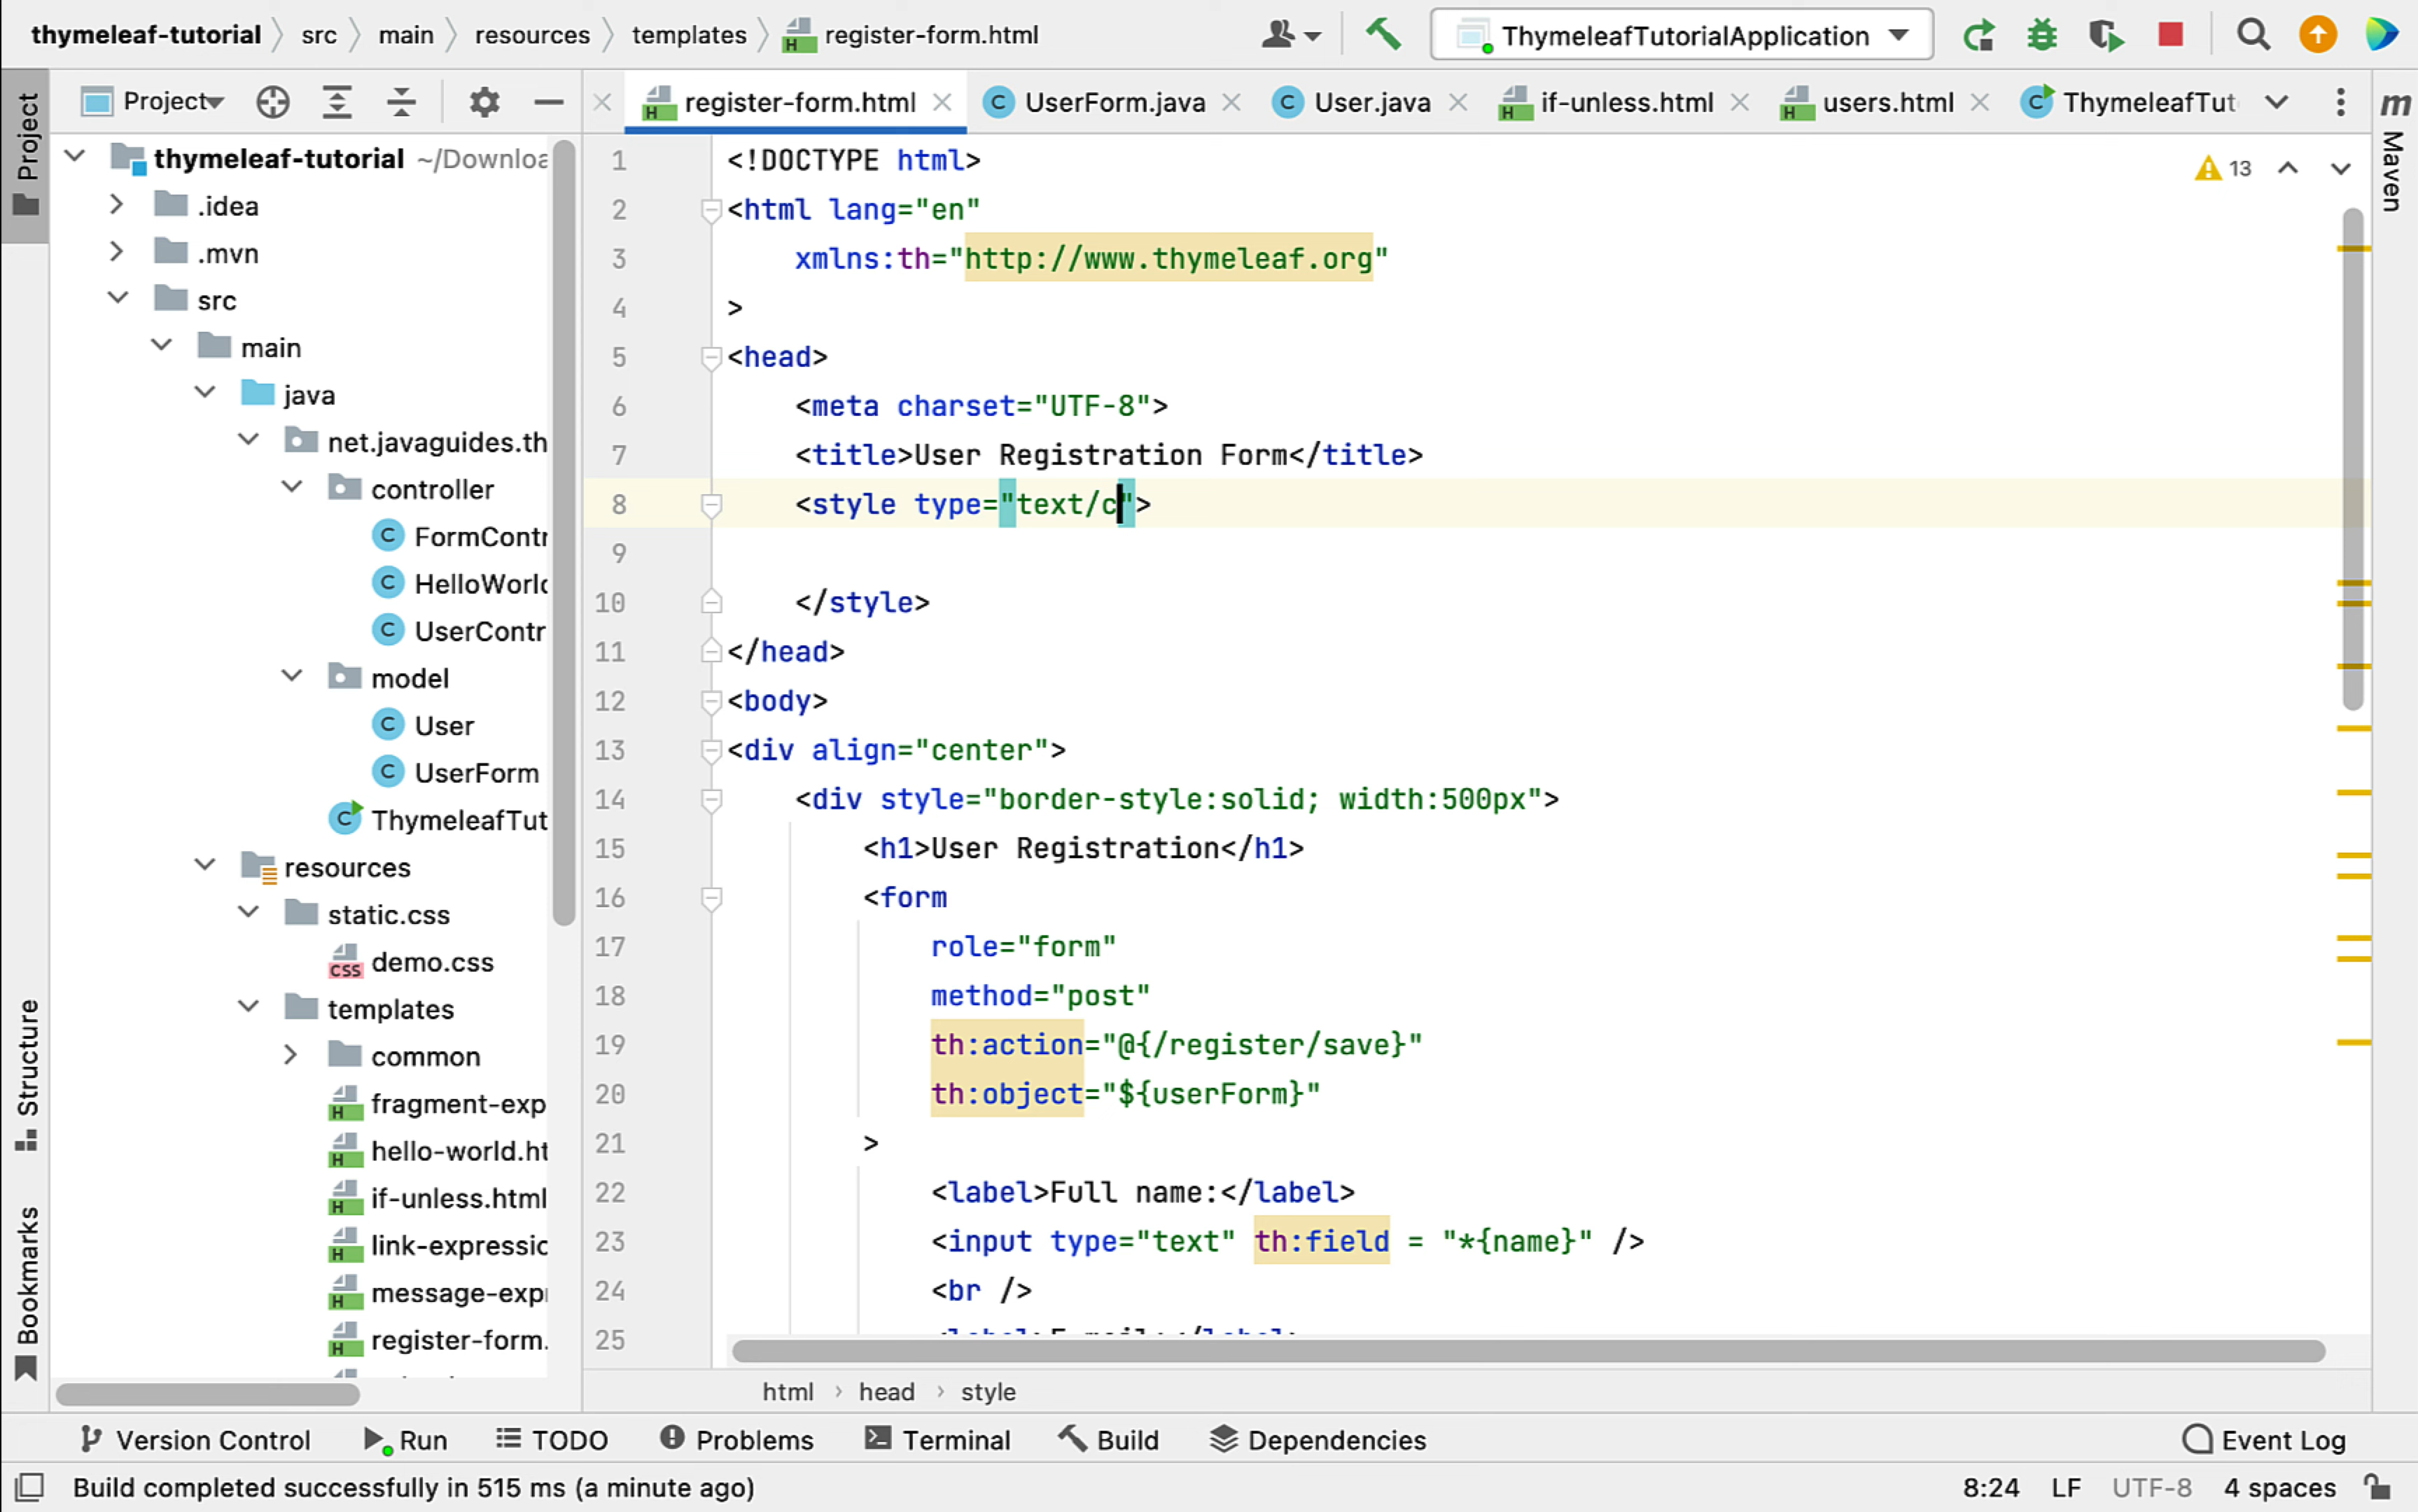 thymeleaf-tutorial src main resources templates register-form.html ThymeleafTutorialApplication
Project register-form.html UserForm.java User.java if-unless.html users.html ThymeleafTut
Project
Structure
Bookmarks
thymeleaf-tutorial ~/Downloa
.idea
.mvn
src
main
java
net.javaguides.th
controller
FormContr
HelloWorld
UserContr
model
User
UserForm
ThymeleafTut
resources
static.css
demo.css
templates
common
fragment-exp
hello-world.ht
if-unless.html
link-expressio
message-expr
register-form.
1 <!DOCTYPE html>
2 <html lang="en"
3 xmlns:th="http://www.thymeleaf.org"
4 >
5 <head>
6 <meta charset="UTF-8">
7 <title>User Registration Form</title>
8 <style type="text/c">
9
10 </style>
11 </head>
12 <body>
13 <div align="center">
14 <div style="border-style:solid; width:500px">
15 <h1>User Registration</h1>
16 <form
17 role="form"
18 method="post"
19 th:action="@{/register/save}"
20 th:object="${userForm}"
21 >
22 <label>Full name:</label>
23 <input type="text" th:field = "*{name}" />
24 <br />
25
13
m Maven
html › head › style
Version Control Run TODO Problems Terminal Build Dependencies Event Log
Build completed successfully in 515 ms (a minute ago) 8:24 LF UTF-8 4 spaces